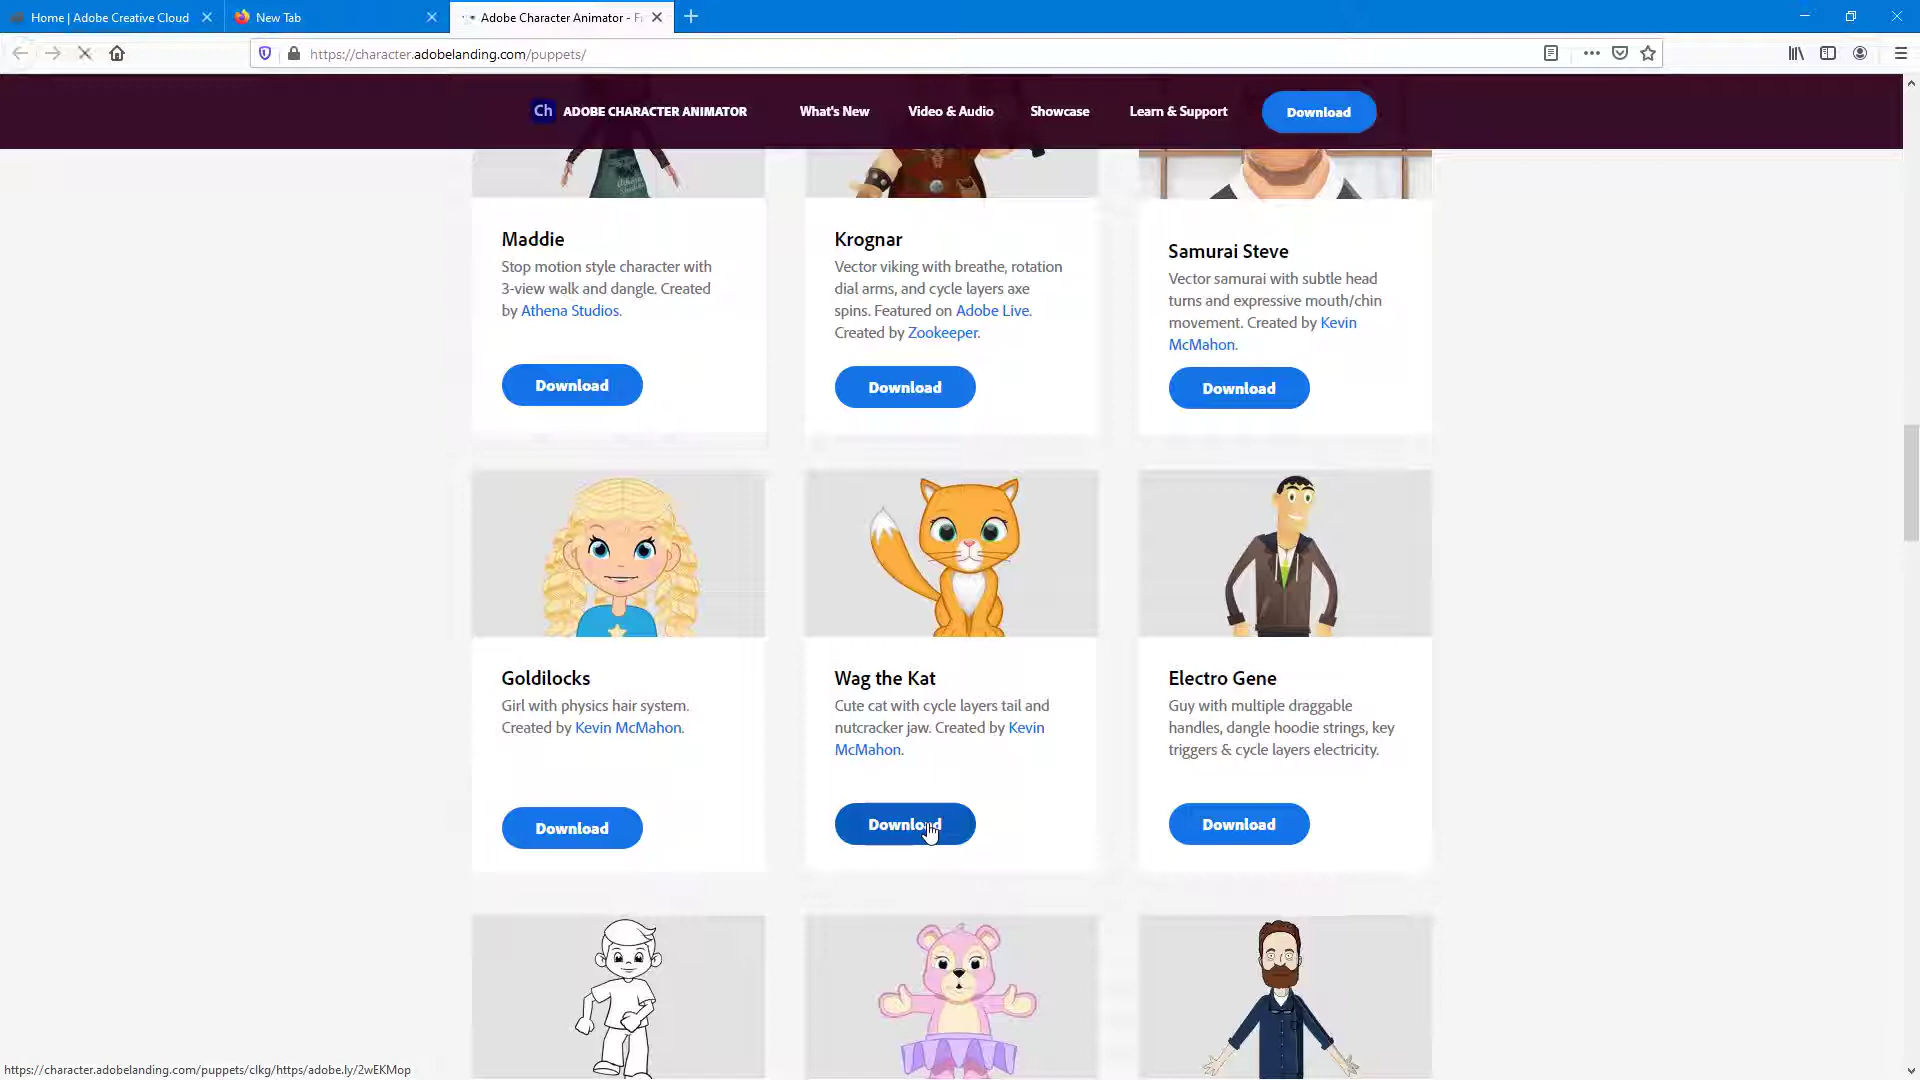 Home | Adobe Creative Cloud
New Tab
Adobe Character Animator - Fr
https://character.adobelanding.com/puppets/
Ch ADOBE CHARACTER ANIMATOR
What's New
Video & Audio
Showcase
Learn & Support
Download
Maddie
Stop motion style character with
3-view walk and dangle. Created
by Athena Studios.
Download
Krognar
Vector viking with breathe, rotation
dial arms, and cycle layers axe
spins. Featured on Adobe Live.
Created by Zookeeper.
Download
Samurai Steve
Vector samurai with subtle head
turns and expressive mouth/chin
movement. Created by Kevin
McMahon.
Download
Goldilocks
Girl with physics hair system.
Created by Kevin McMahon.
Download
Wag the Kat
Cute cat with cycle layers tail and
nutcracker jaw. Created by Kevin
McMahon.
Download
Electro Gene
Guy with multiple draggable
handles, dangle hoodie strings, key
triggers & cycle layers electricity.
Download
https://character.adobelanding.com/puppets/clkg/https/adobe.ly/2wEKMop